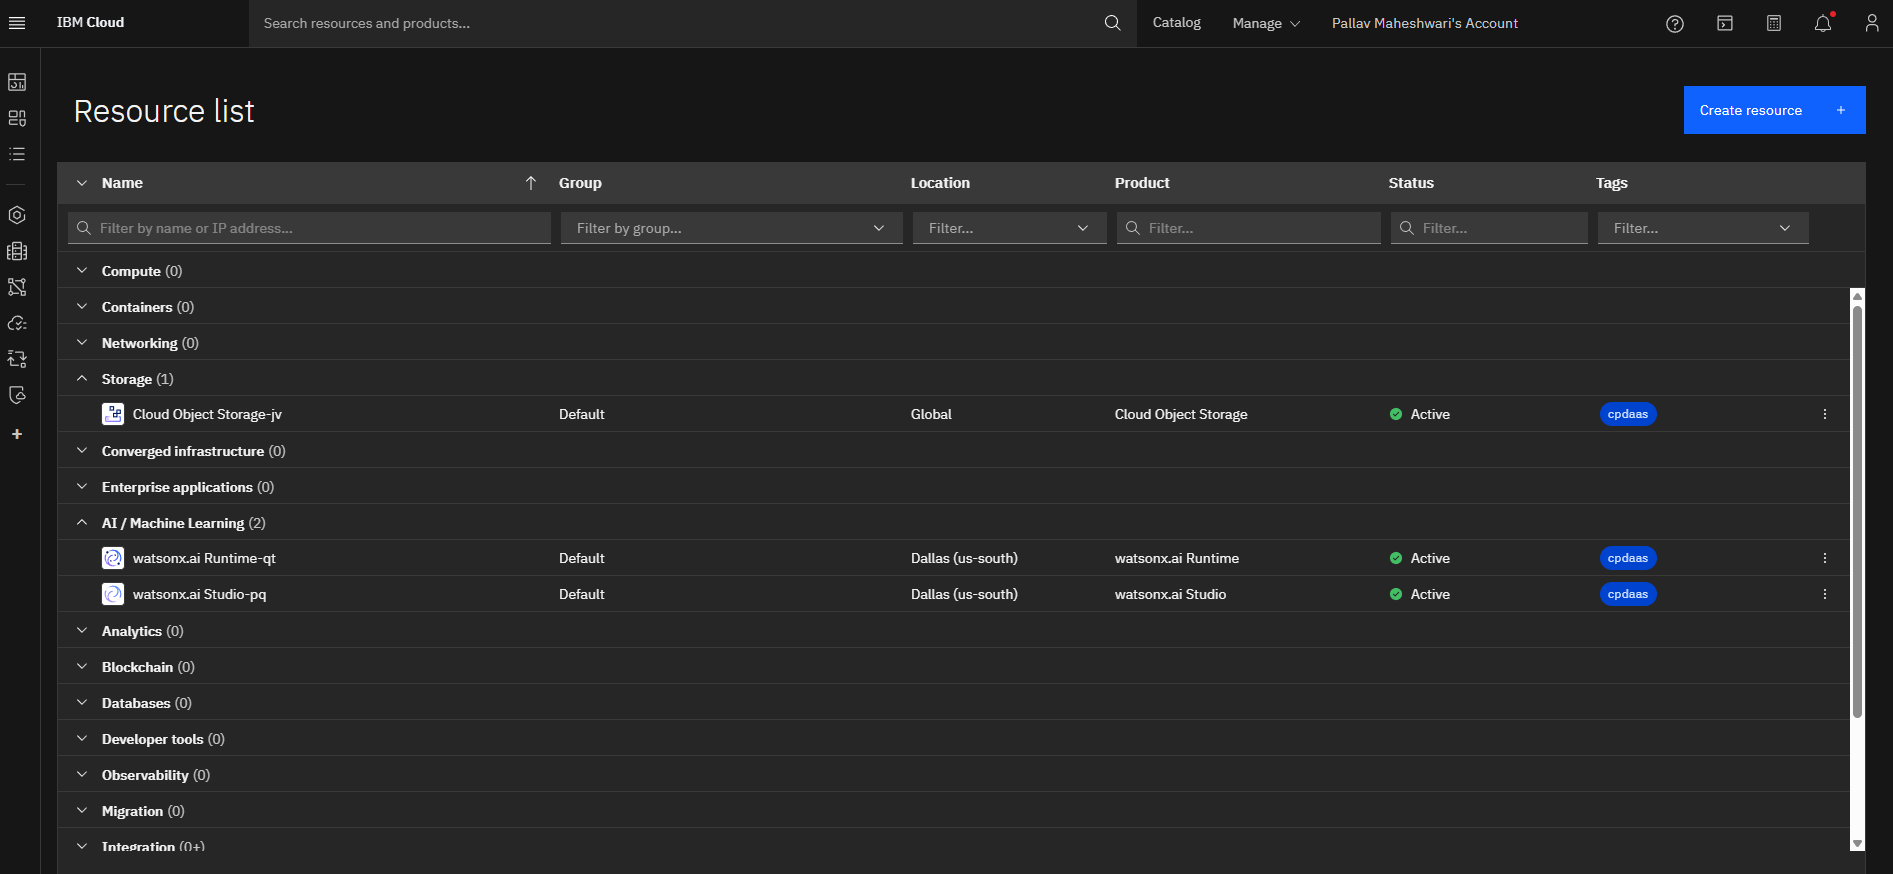 IBM Cloud
Search resources and products...
Catalog
Manage
Pallav Maheshwari's Account
Resource list
Create resource +
Name Group Location Product Status Tags
Filter by name or IP address... Filter by group... Filter... Filter... Filter... Filter...
Compute (0)
Containers (0)
Networking (0)
Storage (1)
Cloud Object Storage-jv Default Global Cloud Object Storage Active cpdaas
Converged infrastructure (0)
Enterprise applications (0)
AI / Machine Learning (2)
watsonx.ai Runtime-qt Default Dallas (us-south) watsonx.ai Runtime Active cpdaas
watsonx.ai Studio-pq Default Dallas (us-south) watsonx.ai Studio Active cpdaas
Analytics (0)
Blockchain (0)
Databases (0)
Developer tools (0)
Observability (0)
Migration (0)
Integration (0+)